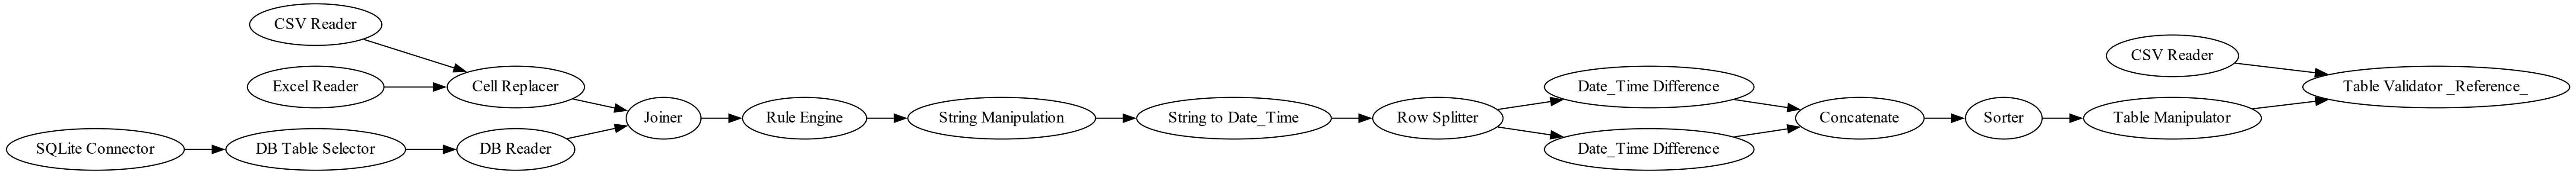 CSV Reader
Excel Reader
Cell Replacer
SQLite Connector
DB Table Selector
DB Reader
Joiner
Rule Engine
String Manipulation
String to Date_Time
Row Splitter
Date_Time Difference
Date_Time Difference
Concatenate
Sorter
CSV Reader
Table Manipulator
Table Validator _Reference_